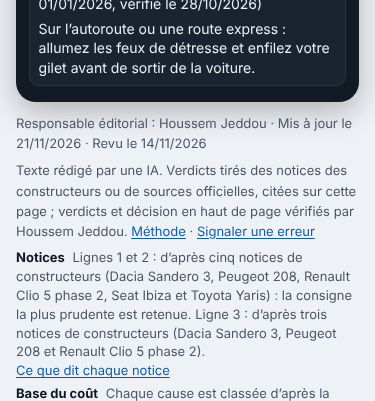 01/01/2026, vérifié le 28/10/2026)
Sur l’autoroute ou une route express :
allumez les feux de détresse et enfilez votre
gilet avant de sortir de la voiture.
Responsable éditorial : Houssem Jeddou · Mis à jour le
21/11/2026 · Revu le 14/11/2026
Texte rédigé par une IA. Verdicts tirés des notices des
constructeurs ou de sources officielles, citées sur cette
page ; verdicts et décision en haut de page vérifiés par
Houssem Jeddou. Méthode · Signaler une erreur
Notices Lignes 1 et 2 : d’après cinq notices de
constructeurs (Dacia Sandero 3, Peugeot 208, Renault
Clio 5 phase 2, Seat Ibiza et Toyota Yaris) : la consigne
la plus prudente est retenue. Ligne 3 : d’après trois
notices de constructeurs (Dacia Sandero 3, Peugeot
208 et Renault Clio 5 phase 2).
Ce que dit chaque notice
Base du coût Chaque cause est classée d’après la